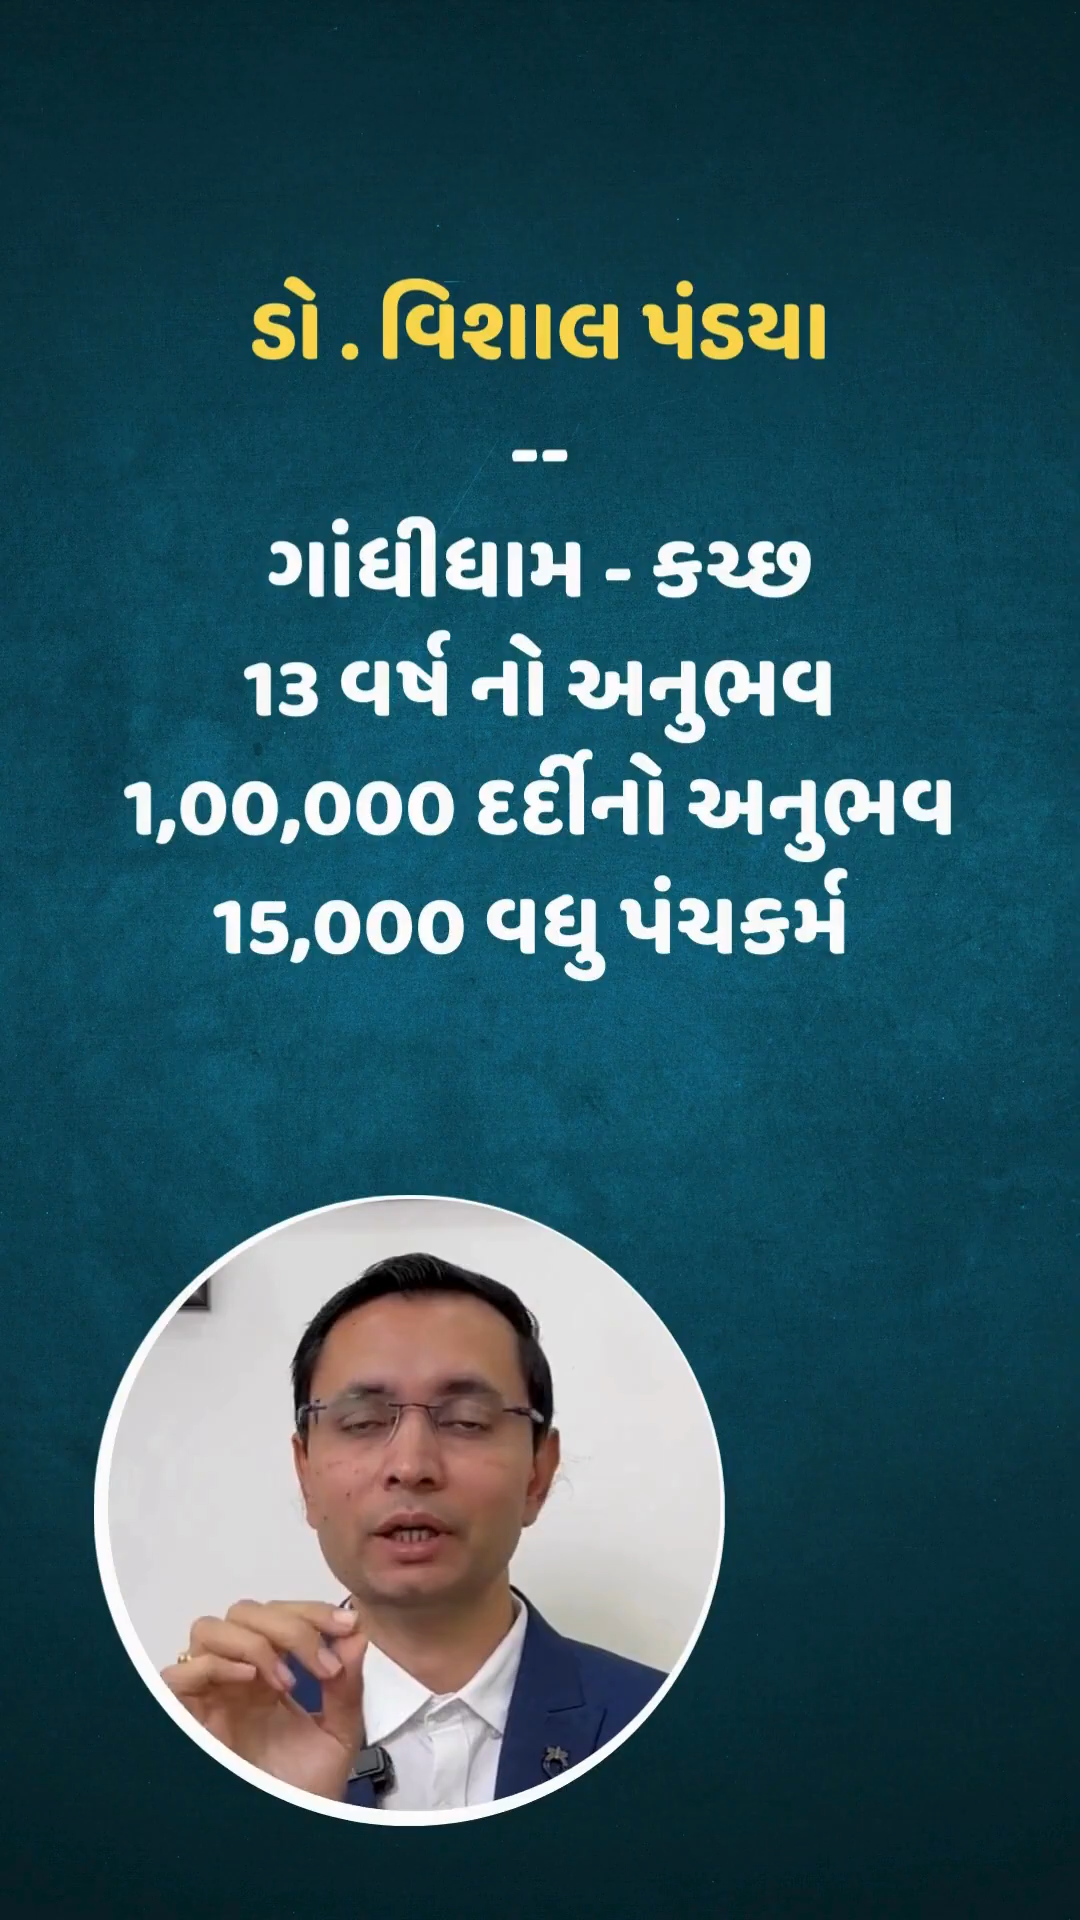 ડો . વિશાલ પંડયા
--
ગાંધીધામ - કચ્છ
13 વર્ષ નો અનુભવ
1,00,000 દર્દીનો અનુભવ
15,000 વધુ પંચકર્મ